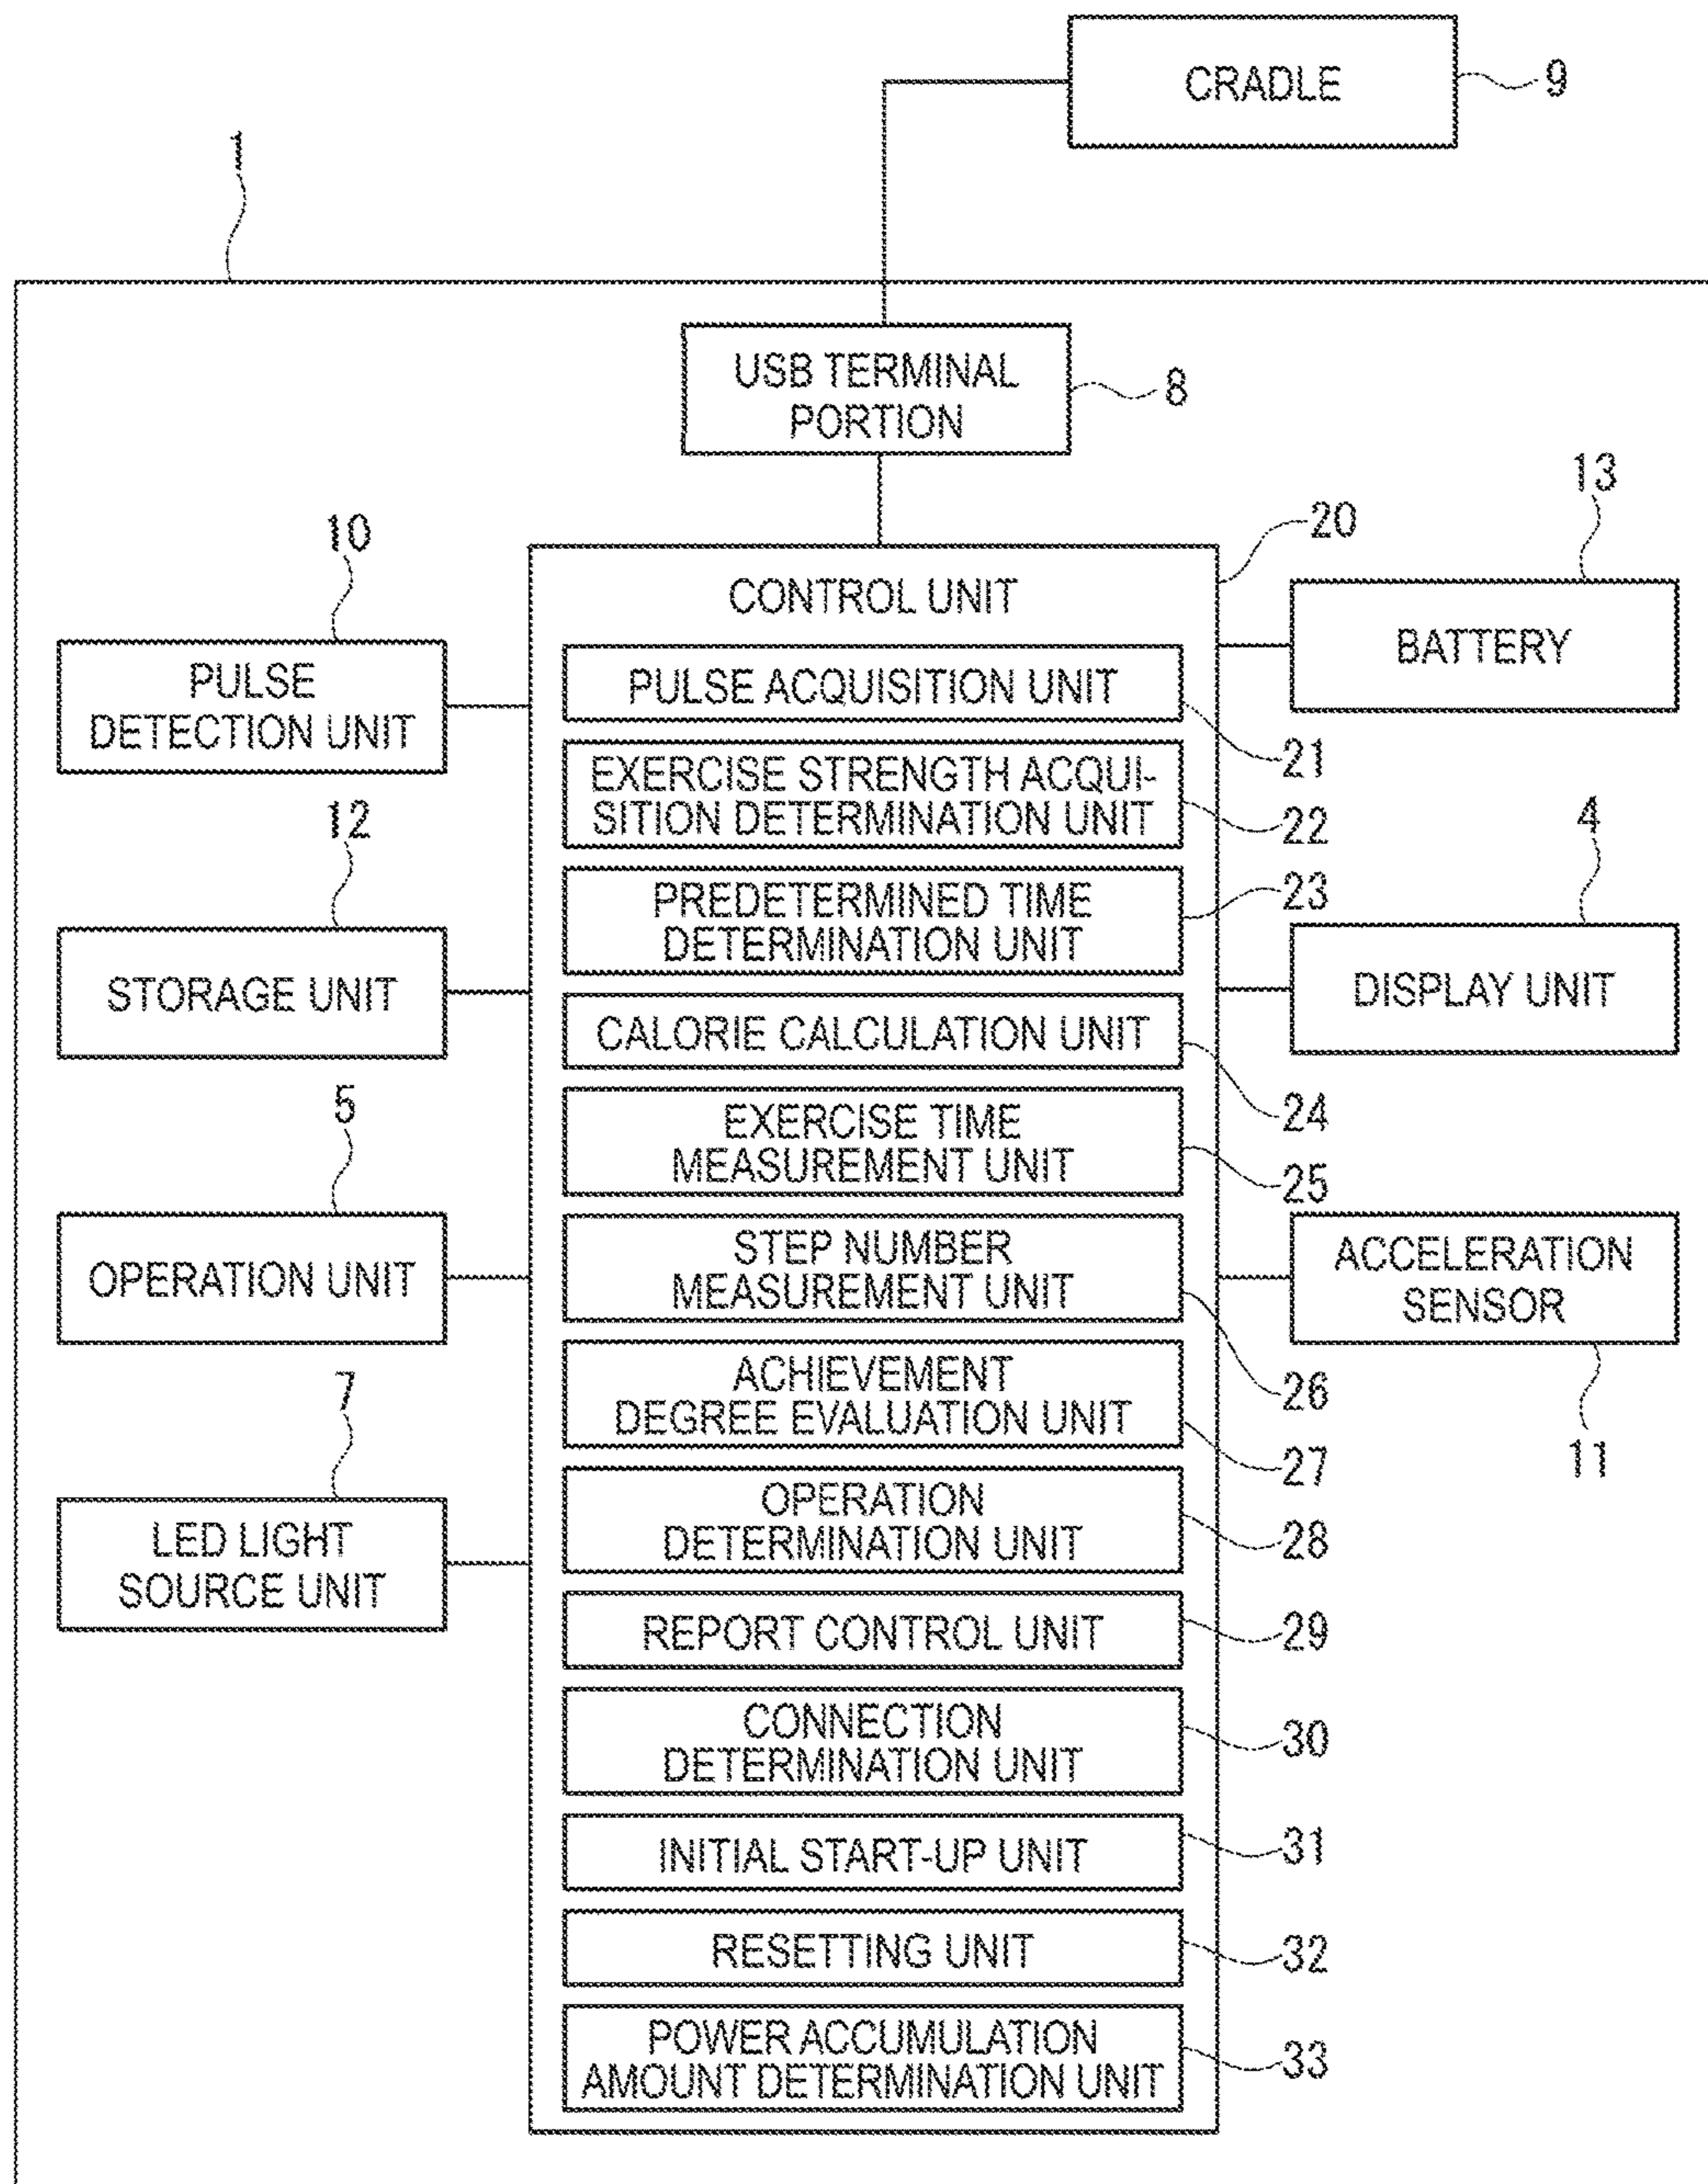 CRADLE
9
1
USB TERMINAL
PORTION
8
13
10
20
CONTROL UNIT
BATTERY
PULSE
DETECTION UNIT
PULSE ACQUISITION UNIT
21
EXERCISE STRENGTH ACQUI-
SITION DETERMINATION UNIT
22
12
4
PREDETERMINED TIME
DETERMINATION UNIT
23
STORAGE UNIT
DISPLAY UNIT
CALORIE CALCULATION UNIT
24
5
EXERCISE TIME
MEASUREMENT UNIT
25
OPERATION UNIT
STEP NUMBER
MEASUREMENT UNIT
26
ACCELERATION
SENSOR
11
7
ACHIEVEMENT
DEGREE EVALUATION UNIT
27
LED LIGHT
SOURCE UNIT
OPERATION
DETERMINATION UNIT
28
REPORT CONTROL UNIT
29
CONNECTION
DETERMINATION UNIT
30
INITIAL START-UP UNIT
31
RESETTING UNIT
32
POWER ACCUMULATION
AMOUNT DETERMINATION UNIT
33